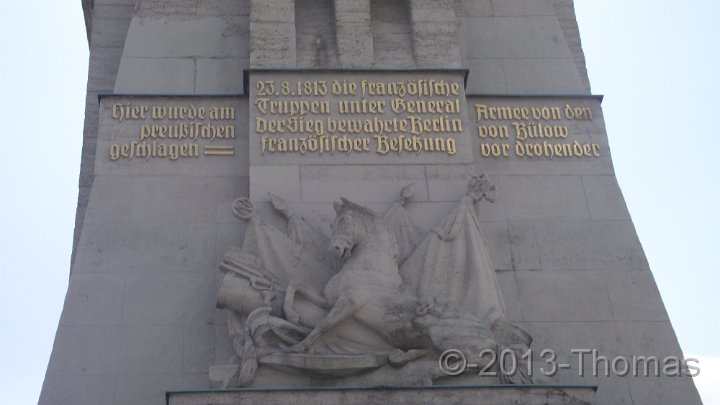 Hier wurde am 23.8.1813 die französische Armee von den
preußischen Truppen unter General von Bülow=
geschlagen = Der Sieg bewahrte Berlin vor drohender
französischer Besetzung
©-2013-Thomas